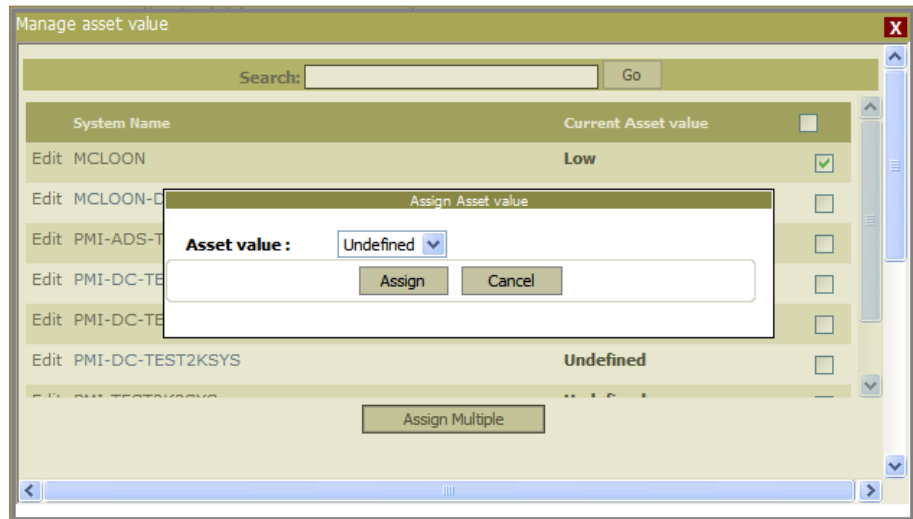 Manage asset value X
Search: Go
System Name Current Asset value
Edit MCLOON Low
Edit MCLOON-D
Assign Asset value
Edit PMI-ADS-T
Asset value : Undefined
Edit PMI-DC-TE
Assign Cancel
Edit PMI-DC-TE
Edit PMI-DC-TEST2KSYS Undefined
Assign Multiple